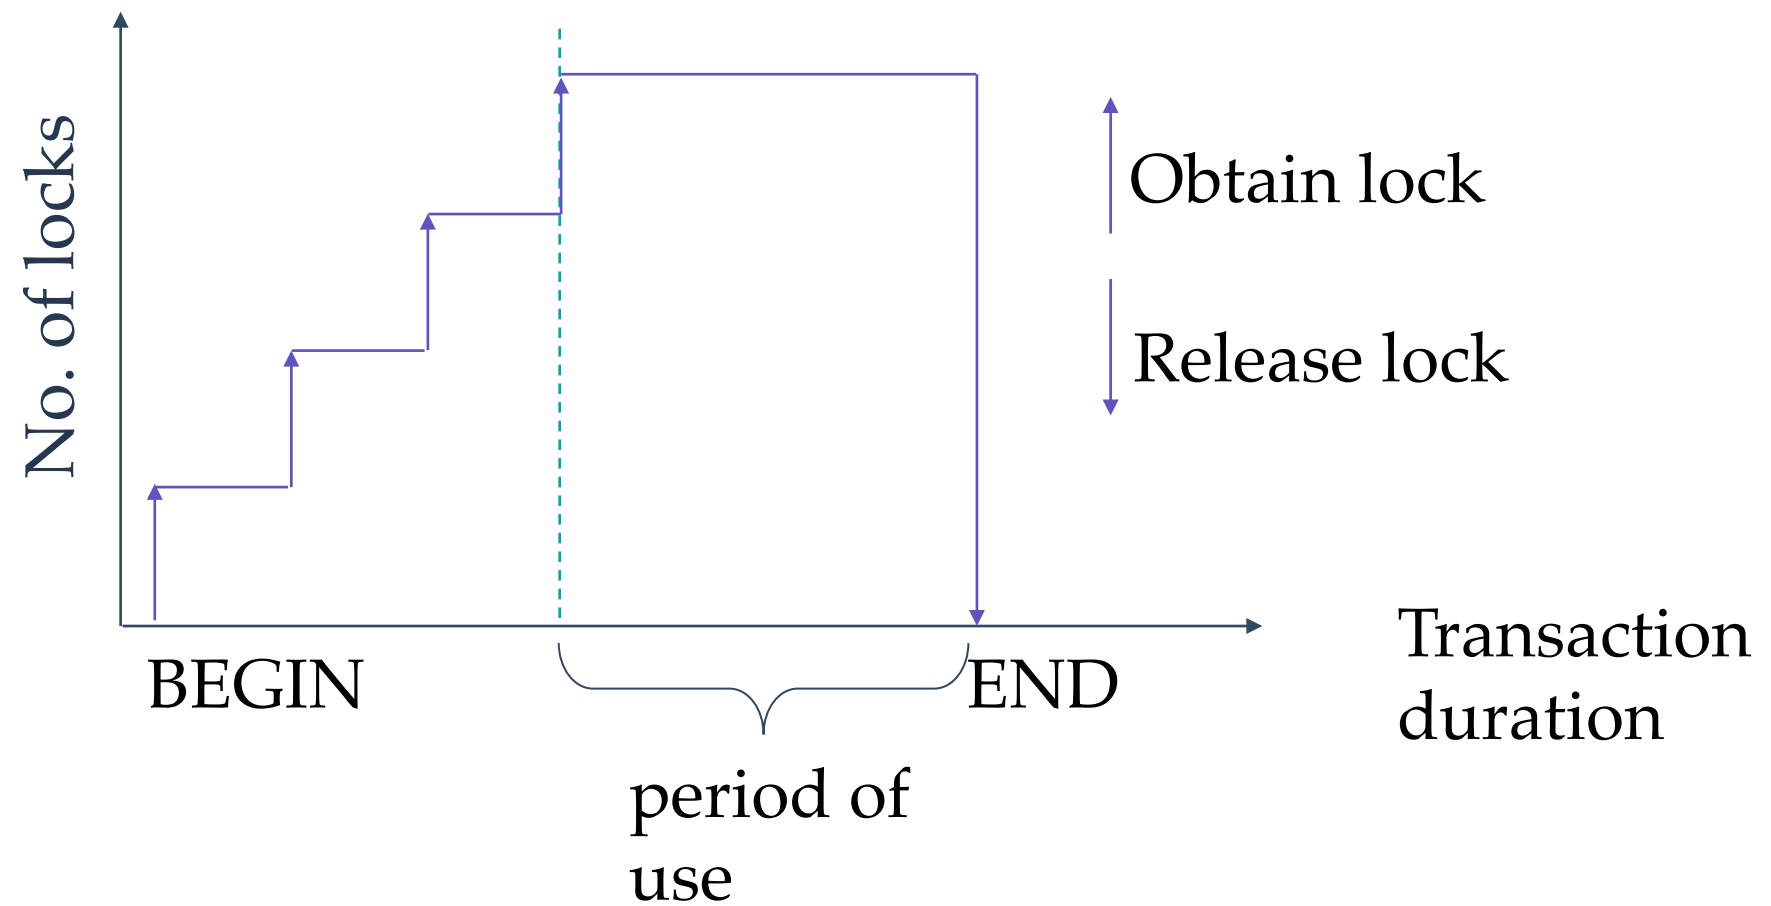 No. of locks
Obtain lock
Release lock
BEGIN
END
Transaction
duration
period of
use